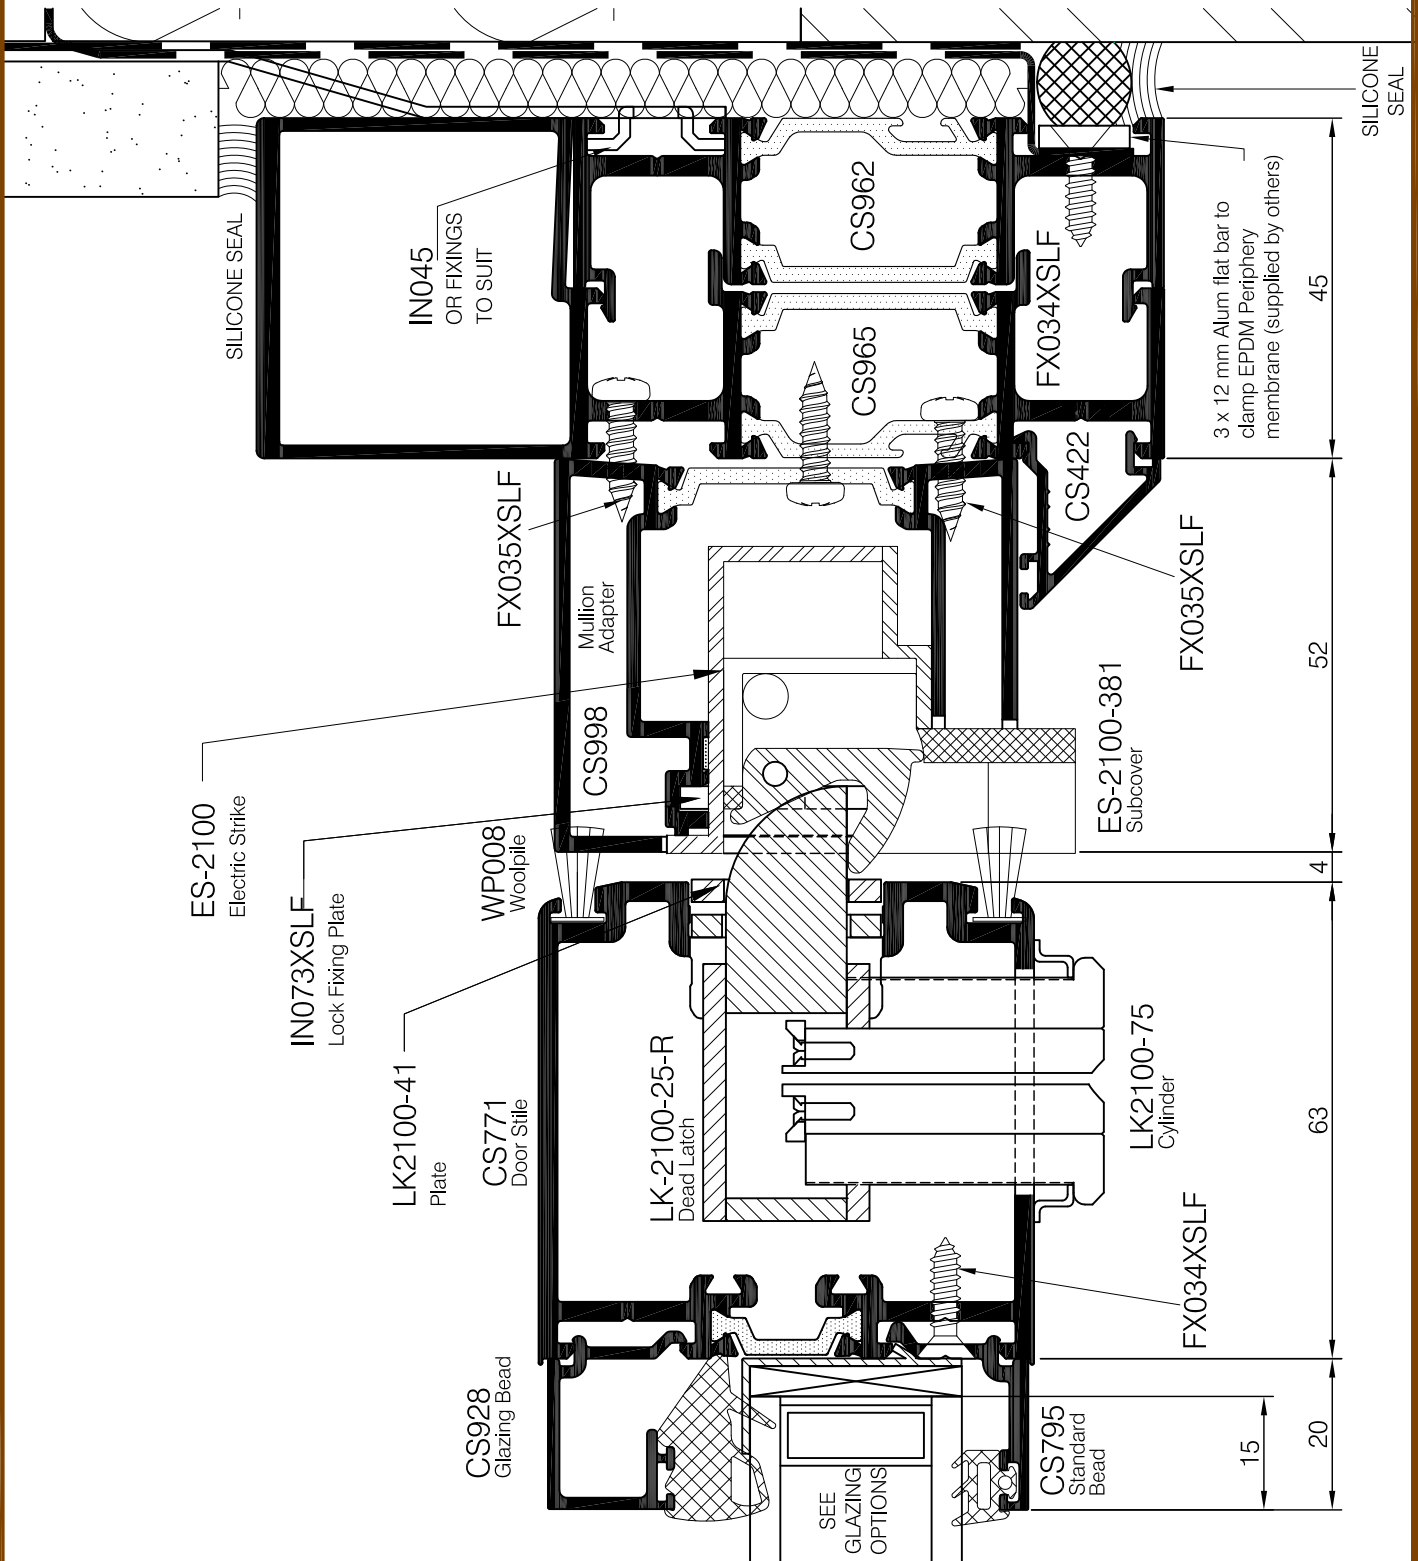 SILICONE
SEAL
SILICONE SEAL
IN045
OR FIXINGS
TO SUIT
CS962
CS965
FX034XSLF
3 x 12 mm Alum flat bar to
clamp EPDM Periphery
membrane (supplied by others)
45
CS422
FX035XSLF
FX035XSLF
Mullion
Adapter
CS998
52
ES-2100
Electric Strike
ES-2100-381
Subcover
IN073XSLF
Lock Fixing Plate
WP008
Woolpile
4
LK2100-41
Plate
CS771
Door Stile
LK-2100-25-R
Dead Latch
LK2100-75
Cylinder
63
FX034XSLF
CS928
Glazing Bead
SEE
GLAZING
OPTIONS
CS795
Standard
Bead
15
20